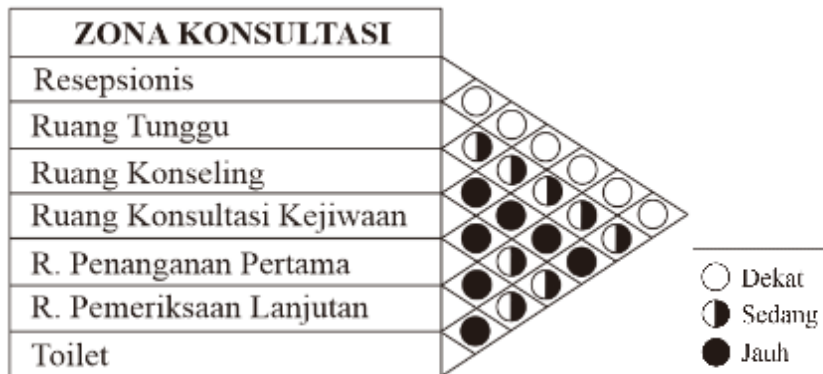 ZONA KONSULTASI
Resepsionis
Ruang Tunggu
Ruang Konseling
Ruang Konsultasi Kejiwaan
R. Penanganan Pertama
R. Pemeriksaan Lanjutan
Toilet
Dekat
Sedang
Jauh